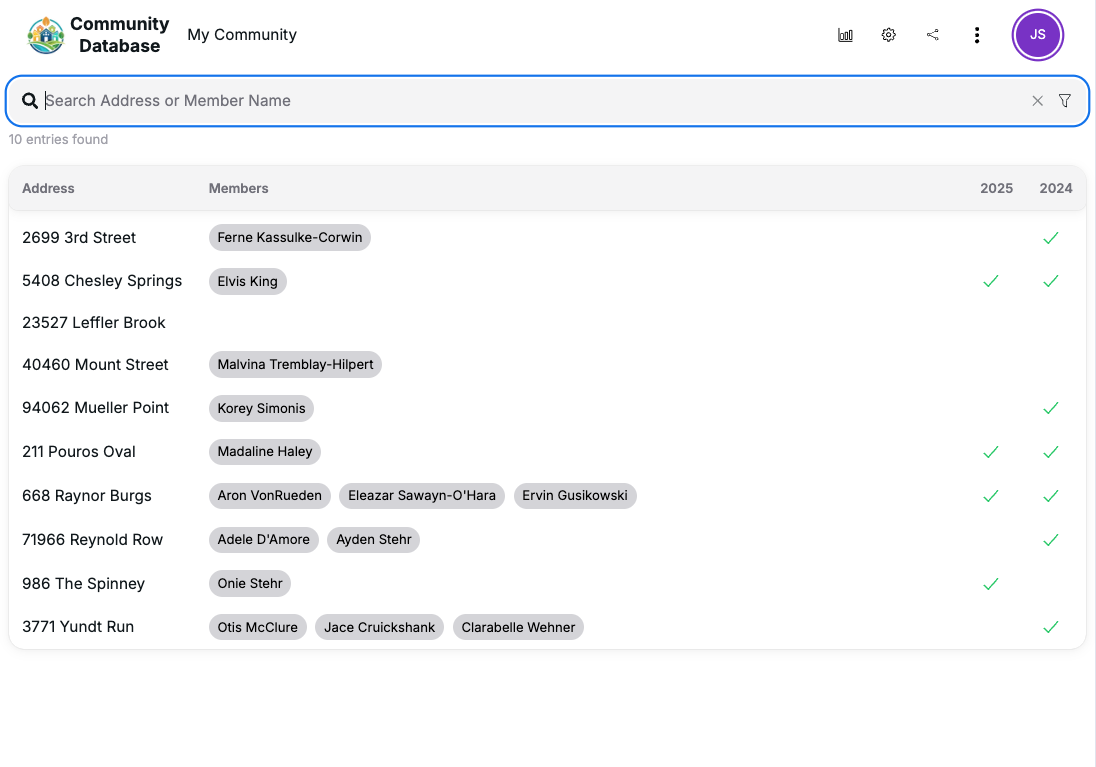 Community
Database
My Community
JS
Search Address or Member Name
10 entries found
Address Members 2025 2024
2699 3rd Street Ferne Kassulke-Corwin
5408 Chesley Springs Elvis King
23527 Leffler Brook
40460 Mount Street Malvina Tremblay-Hilpert
94062 Mueller Point Korey Simonis
211 Pouros Oval Madaline Haley
668 Raynor Burgs Aron VonRueden Eleazar Sawayn-O'Hara Ervin Gusikowski
71966 Reynold Row Adele D'Amore Ayden Stehr
986 The Spinney Onie Stehr
3771 Yundt Run Otis McClure Jace Cruickshank Clarabelle Wehner